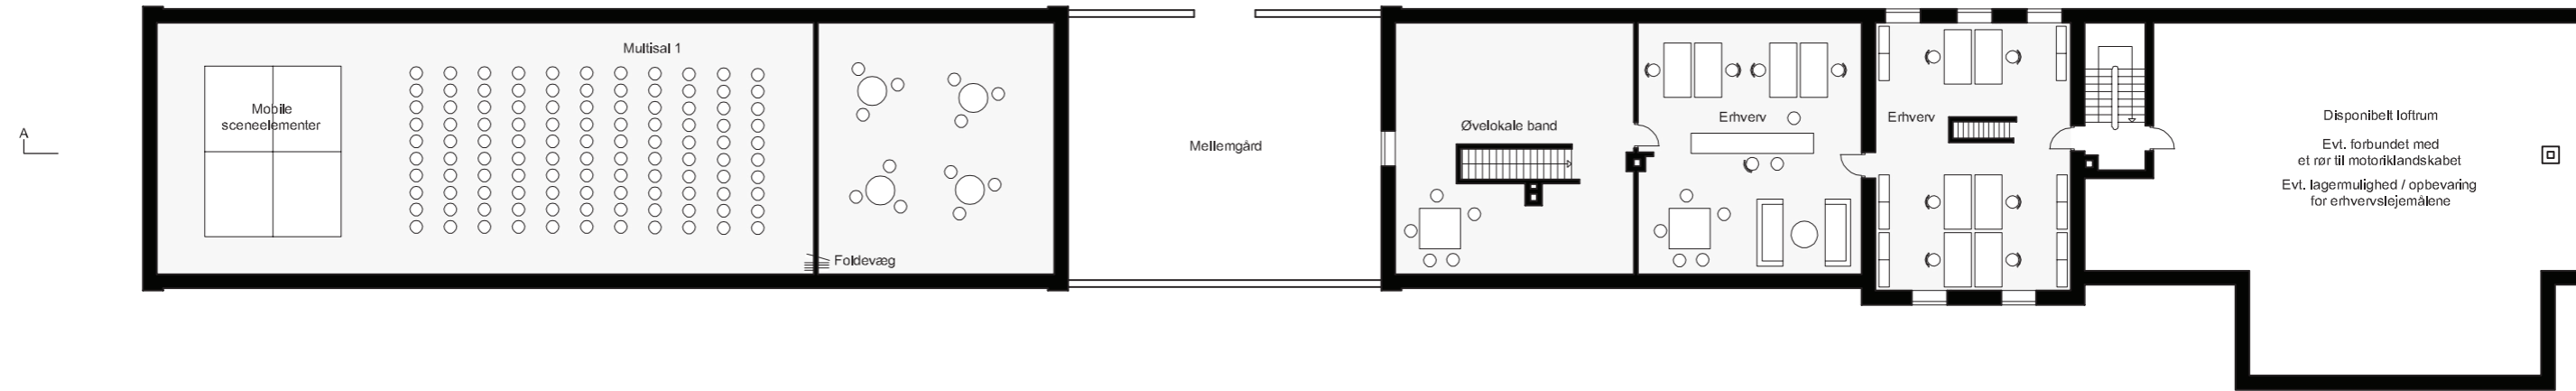 A
Multisal 1
Mobile
sceneelementer
Foldevæg
Mellemgård
Øvelokale band
Erhverv
Erhverv
Disponibelt loftrum
Evt. forbundet med
et rør til motoriklandskabet
Evt. lagermulighed / opbevaring
for erhvervslejemålene